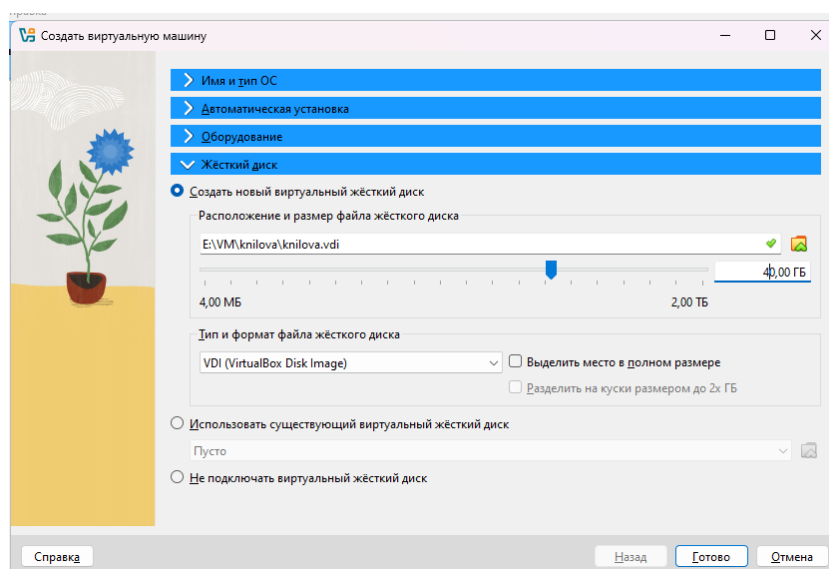 Создать виртуальную машину
Имя и тип ОС
Автоматическая установка
Оборудование
Жёсткий диск
Создать новый виртуальный жёсткий диск
Расположение и размер файла жёсткого диска
E:\VM\knilova\knilova.vdi
40,00 ГБ
4,00 МБ 2,00 ТБ
Тип и формат файла жёсткого диска
VDI (VirtualBox Disk Image) Выделить место в полном размере
Разделить на куски размером до 2х ГБ
Использовать существующий виртуальный жёсткий диск
Пусто
Не подключать виртуальный жёсткий диск
Справка Назад Готово Отмена